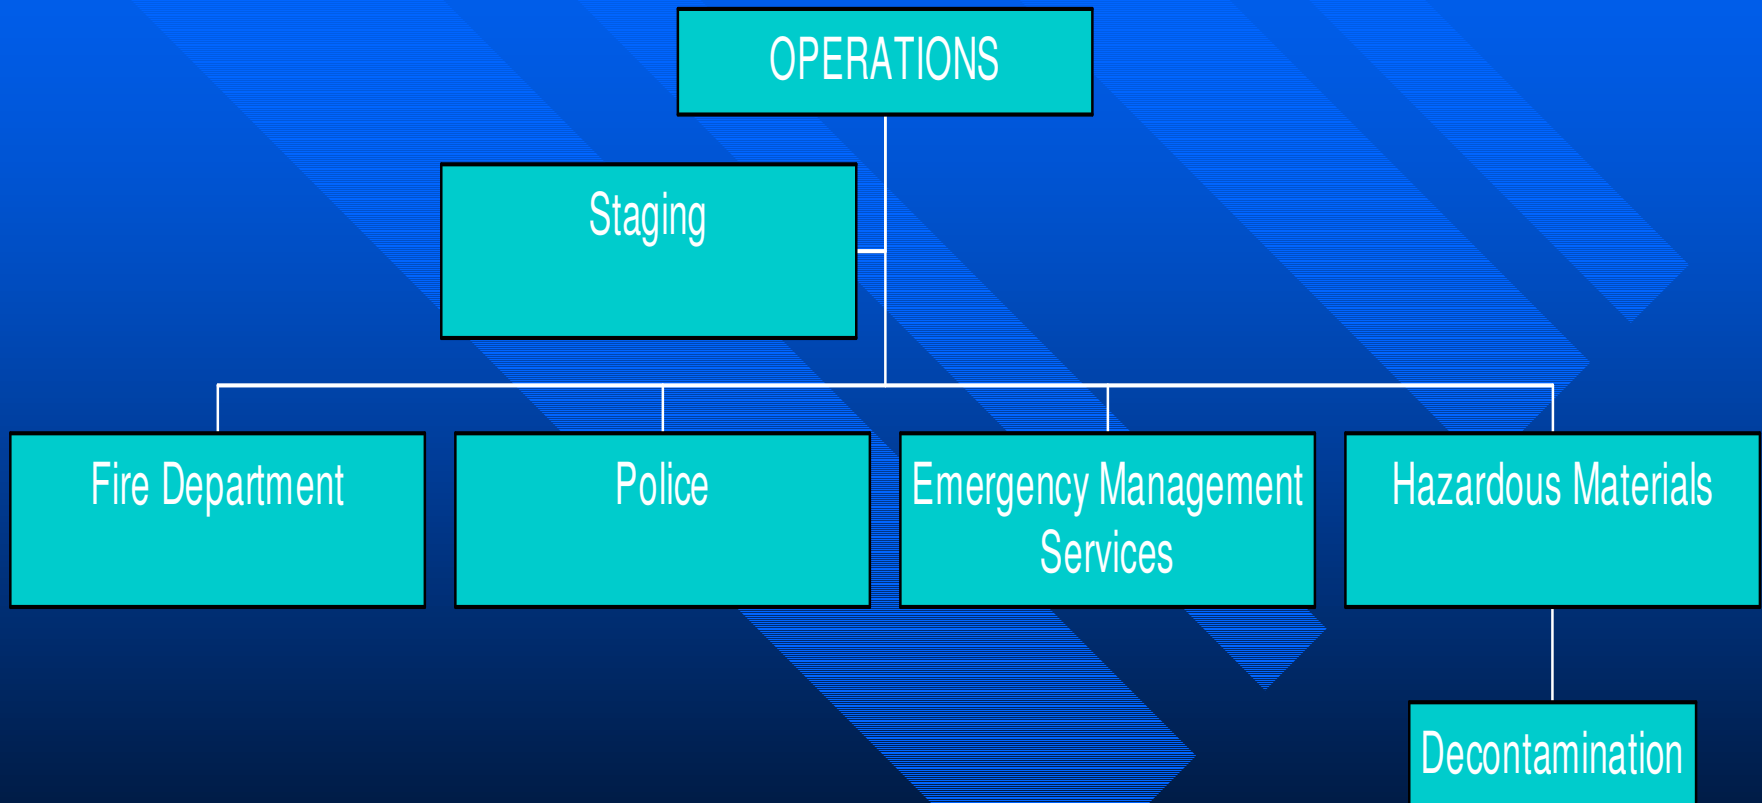 OPERATIONS
Staging
Fire Department
Police
Emergency Management
Services
Hazardous Materials
Decontamination